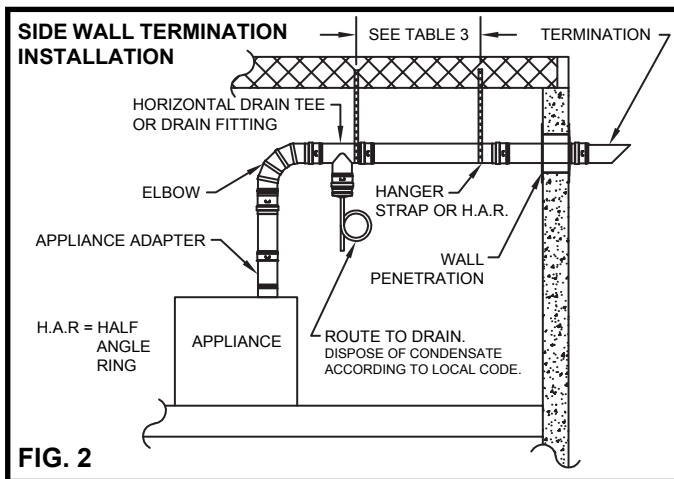 SIDE WALL TERMINATION
INSTALLATION
SEE TABLE 3
TERMINATION
HORIZONTAL DRAIN TEE
OR DRAIN FITTING
ELBOW
HANGER
STRAP OR H.A.R.
APPLIANCE ADAPTER
WALL
PENETRATION
H.A.R = HALF
ANGLE
RING
APPLIANCE
ROUTE TO DRAIN.
DISPOSE OF CONDENSATE
ACCORDING TO LOCAL CODE.
FIG. 2